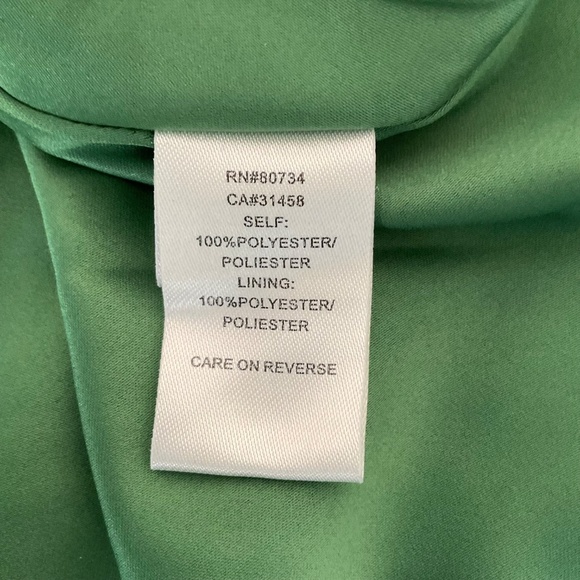 RN#80734
CA#31458
SELF:
100%POLYESTER/
POLIESTER
LINING:
100%POLYESTER/
POLIESTER
CARE ON REVERSE